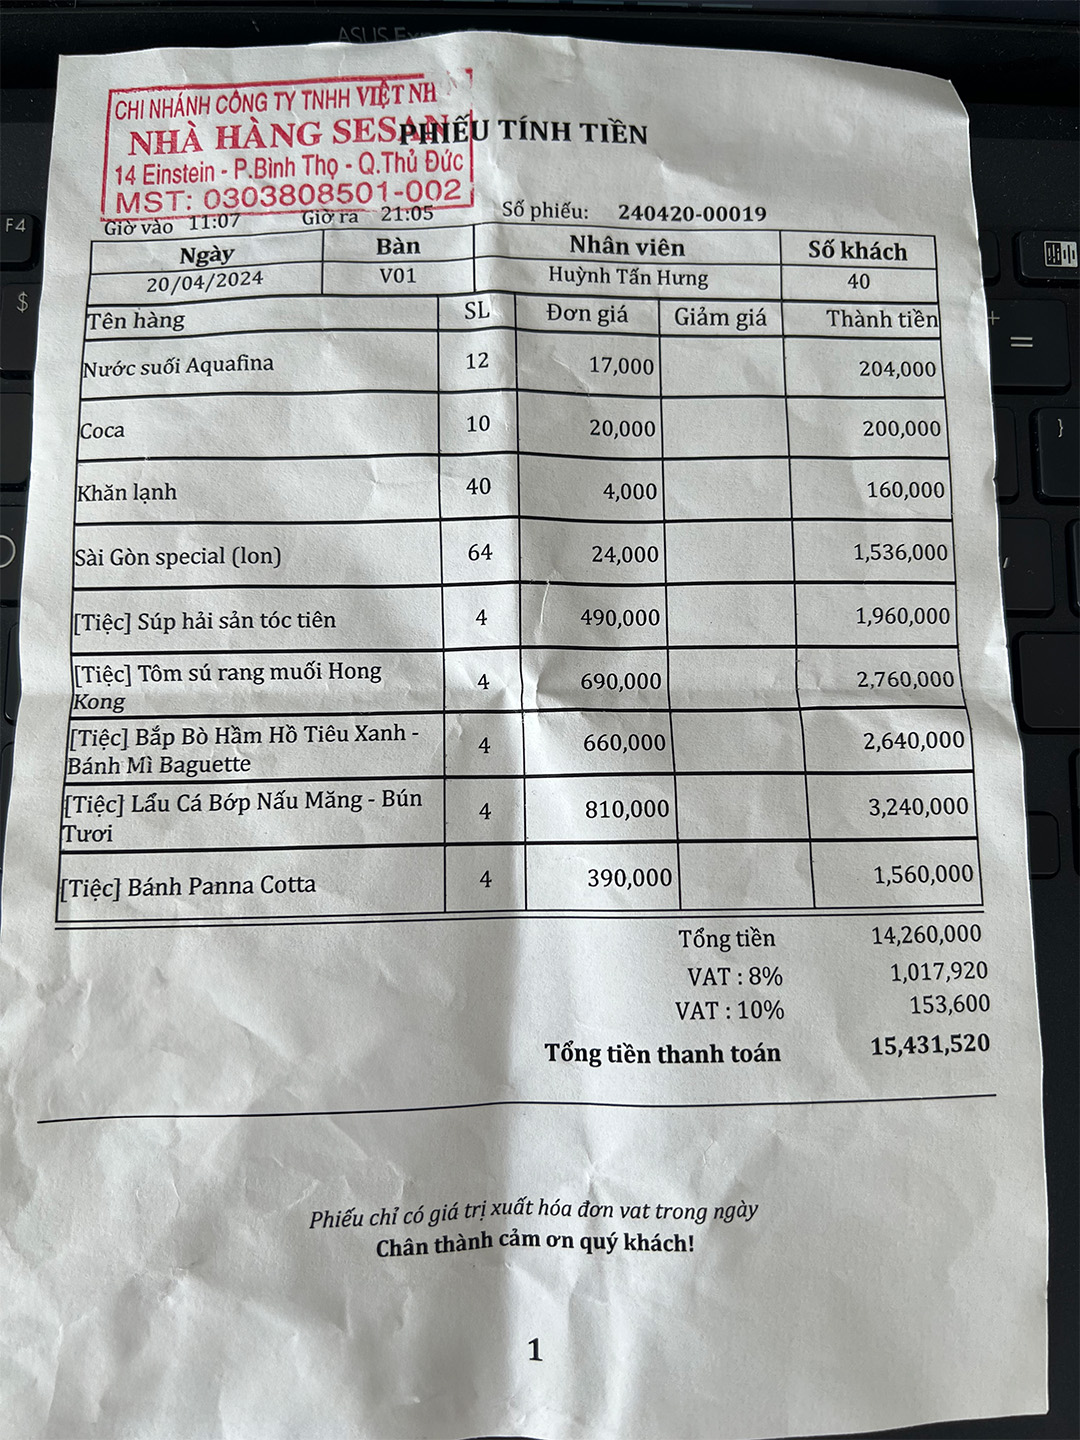 ASUS
CHI NHÁNH CÔNG TY TNHH VIỆT NH
NHÀ HÀNG SESAN
14 Einstein - P.Bình Thọ - Q.Thủ Đức
MST: 0303808501-002
PHIẾU TÍNH TIỀN
Giờ vào 11:07 Giờ ra 21:05 Số phiếu: 240420-00019
Ngày Bàn Nhân viên Số khách
20/04/2024 V01 Huỳnh Tấn Hưng 40
Tên hàng SL Đơn giá Giảm giá Thành tiền
Nước suối Aquafina 12 17,000 204,000
Coca 10 20,000 200,000
Khăn lạnh 40 4,000 160,000
Sài Gòn special (lon) 64 24,000 1,536,000
[Tiệc] Súp hải sản tóc tiên 4 490,000 1,960,000
[Tiệc] Tôm sú rang muối Hong
Kong 4 690,000 2,760,000
[Tiệc] Bắp Bò Hầm Hồ Tiêu Xanh -
Bánh Mì Baguette 4 660,000 2,640,000
[Tiệc] Lẩu Cá Bớp Nấu Măng - Bún
Tươi 4 810,000 3,240,000
[Tiệc] Bánh Panna Cotta 4 390,000 1,560,000
Tổng tiền 14,260,000
VAT : 8% 1,017,920
VAT : 10% 153,600
Tổng tiền thanh toán 15,431,520
Phiếu chỉ có giá trị xuất hóa đơn vat trong ngày
Chân thành cảm ơn quý khách!
1
F4
$
+
=
}